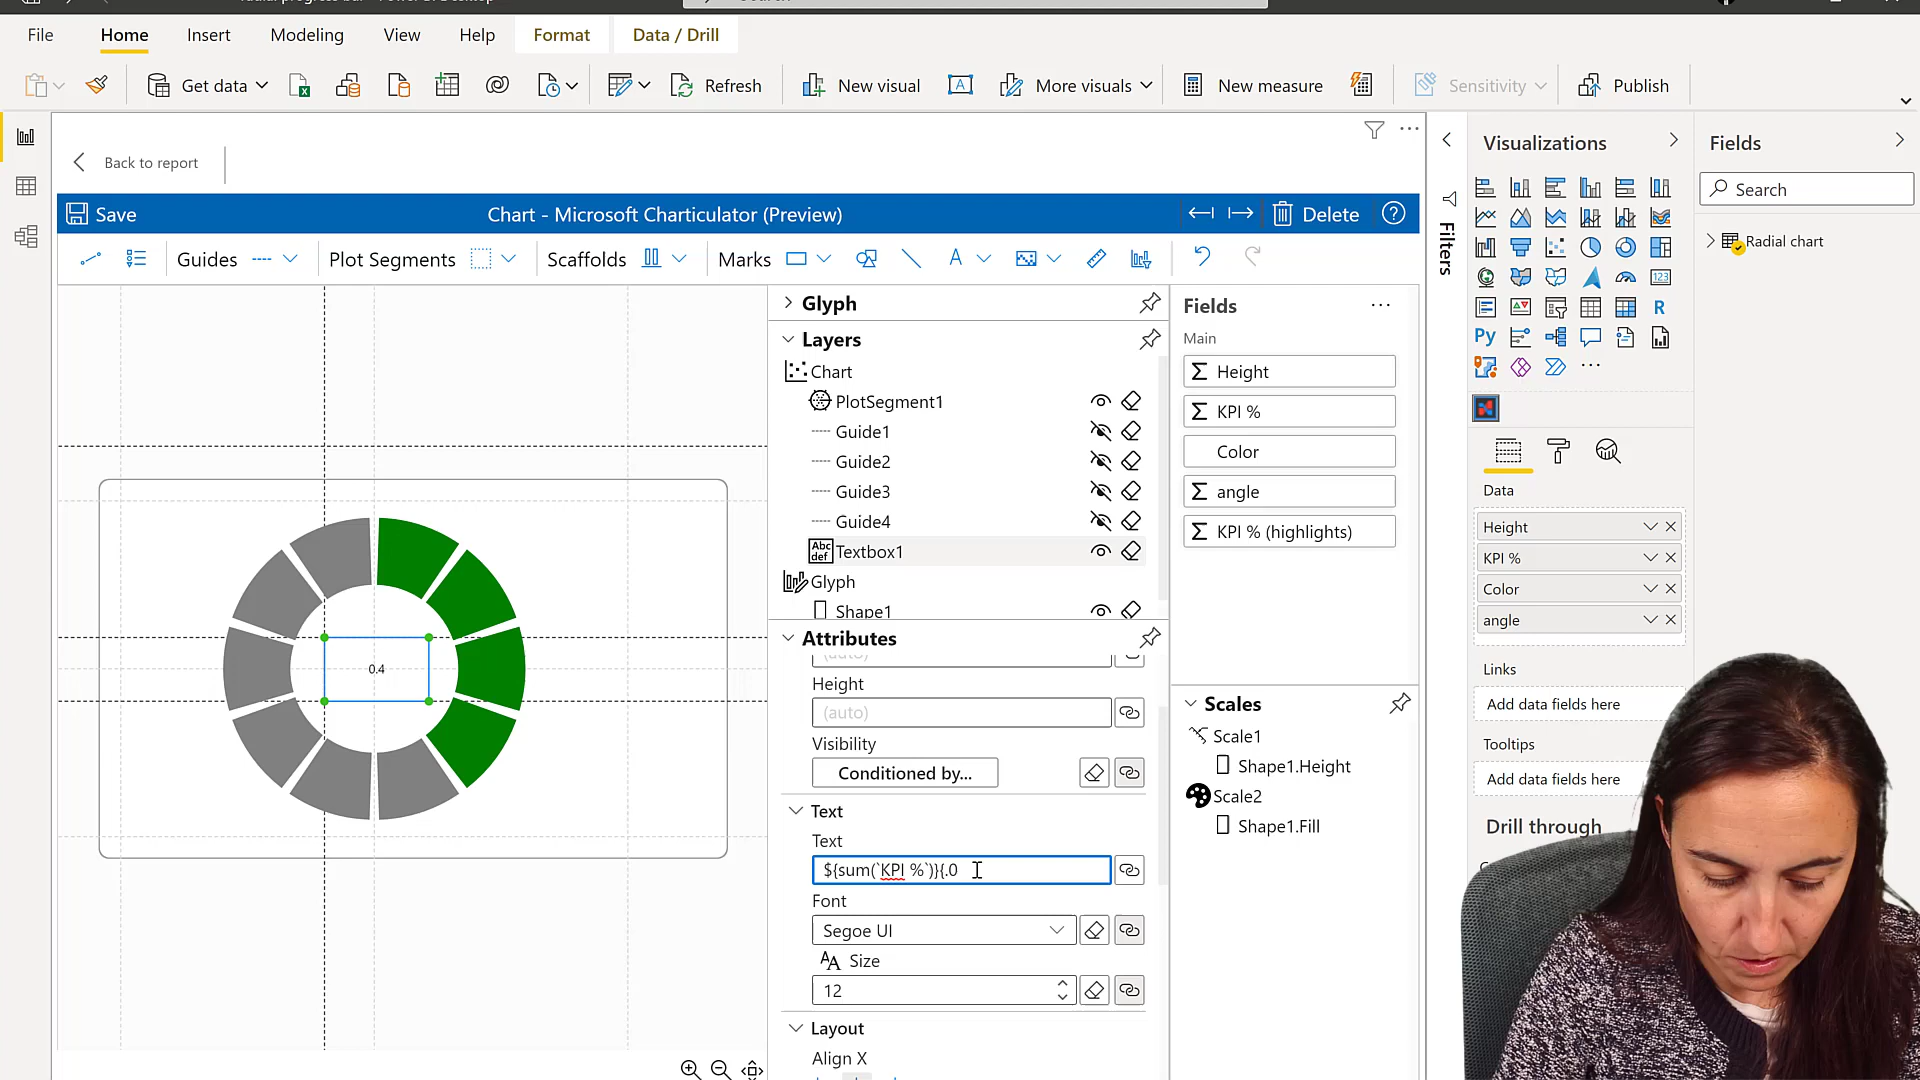 File
Home
Insert
Modeling
View
Help
Format
Data / Drill
Get data
Refresh
New visual
More visuals
New measure
Sensitivity
Publish
Back to report
Save
Chart - Microsoft Charticulator (Preview)
Delete
Guides
Plot Segments
Scaffolds
Marks
Glyph
Layers
Chart
PlotSegment1
Guide1
Guide2
Guide3
Guide4
Abc def Textbox1
Glyph
Shape1
0.4
Attributes
(auto)
Height
(auto)
Visibility
Conditioned by...
Text
Text
${sum(`KPI %`)}{.0
Font
Segoe UI
Size
12
Layout
Align X
Fields
Main
Height
KPI %
Color
angle
KPI % (highlights)
Scales
Scale1
Shape1.Height
Scale2
Shape1.Fill
Filters
Visualizations
123
R
Py
Data
Height
KPI %
Color
angle
Links
Add data fields here
Tooltips
Add data fields here
Drill through
Fields
Search
Radial chart